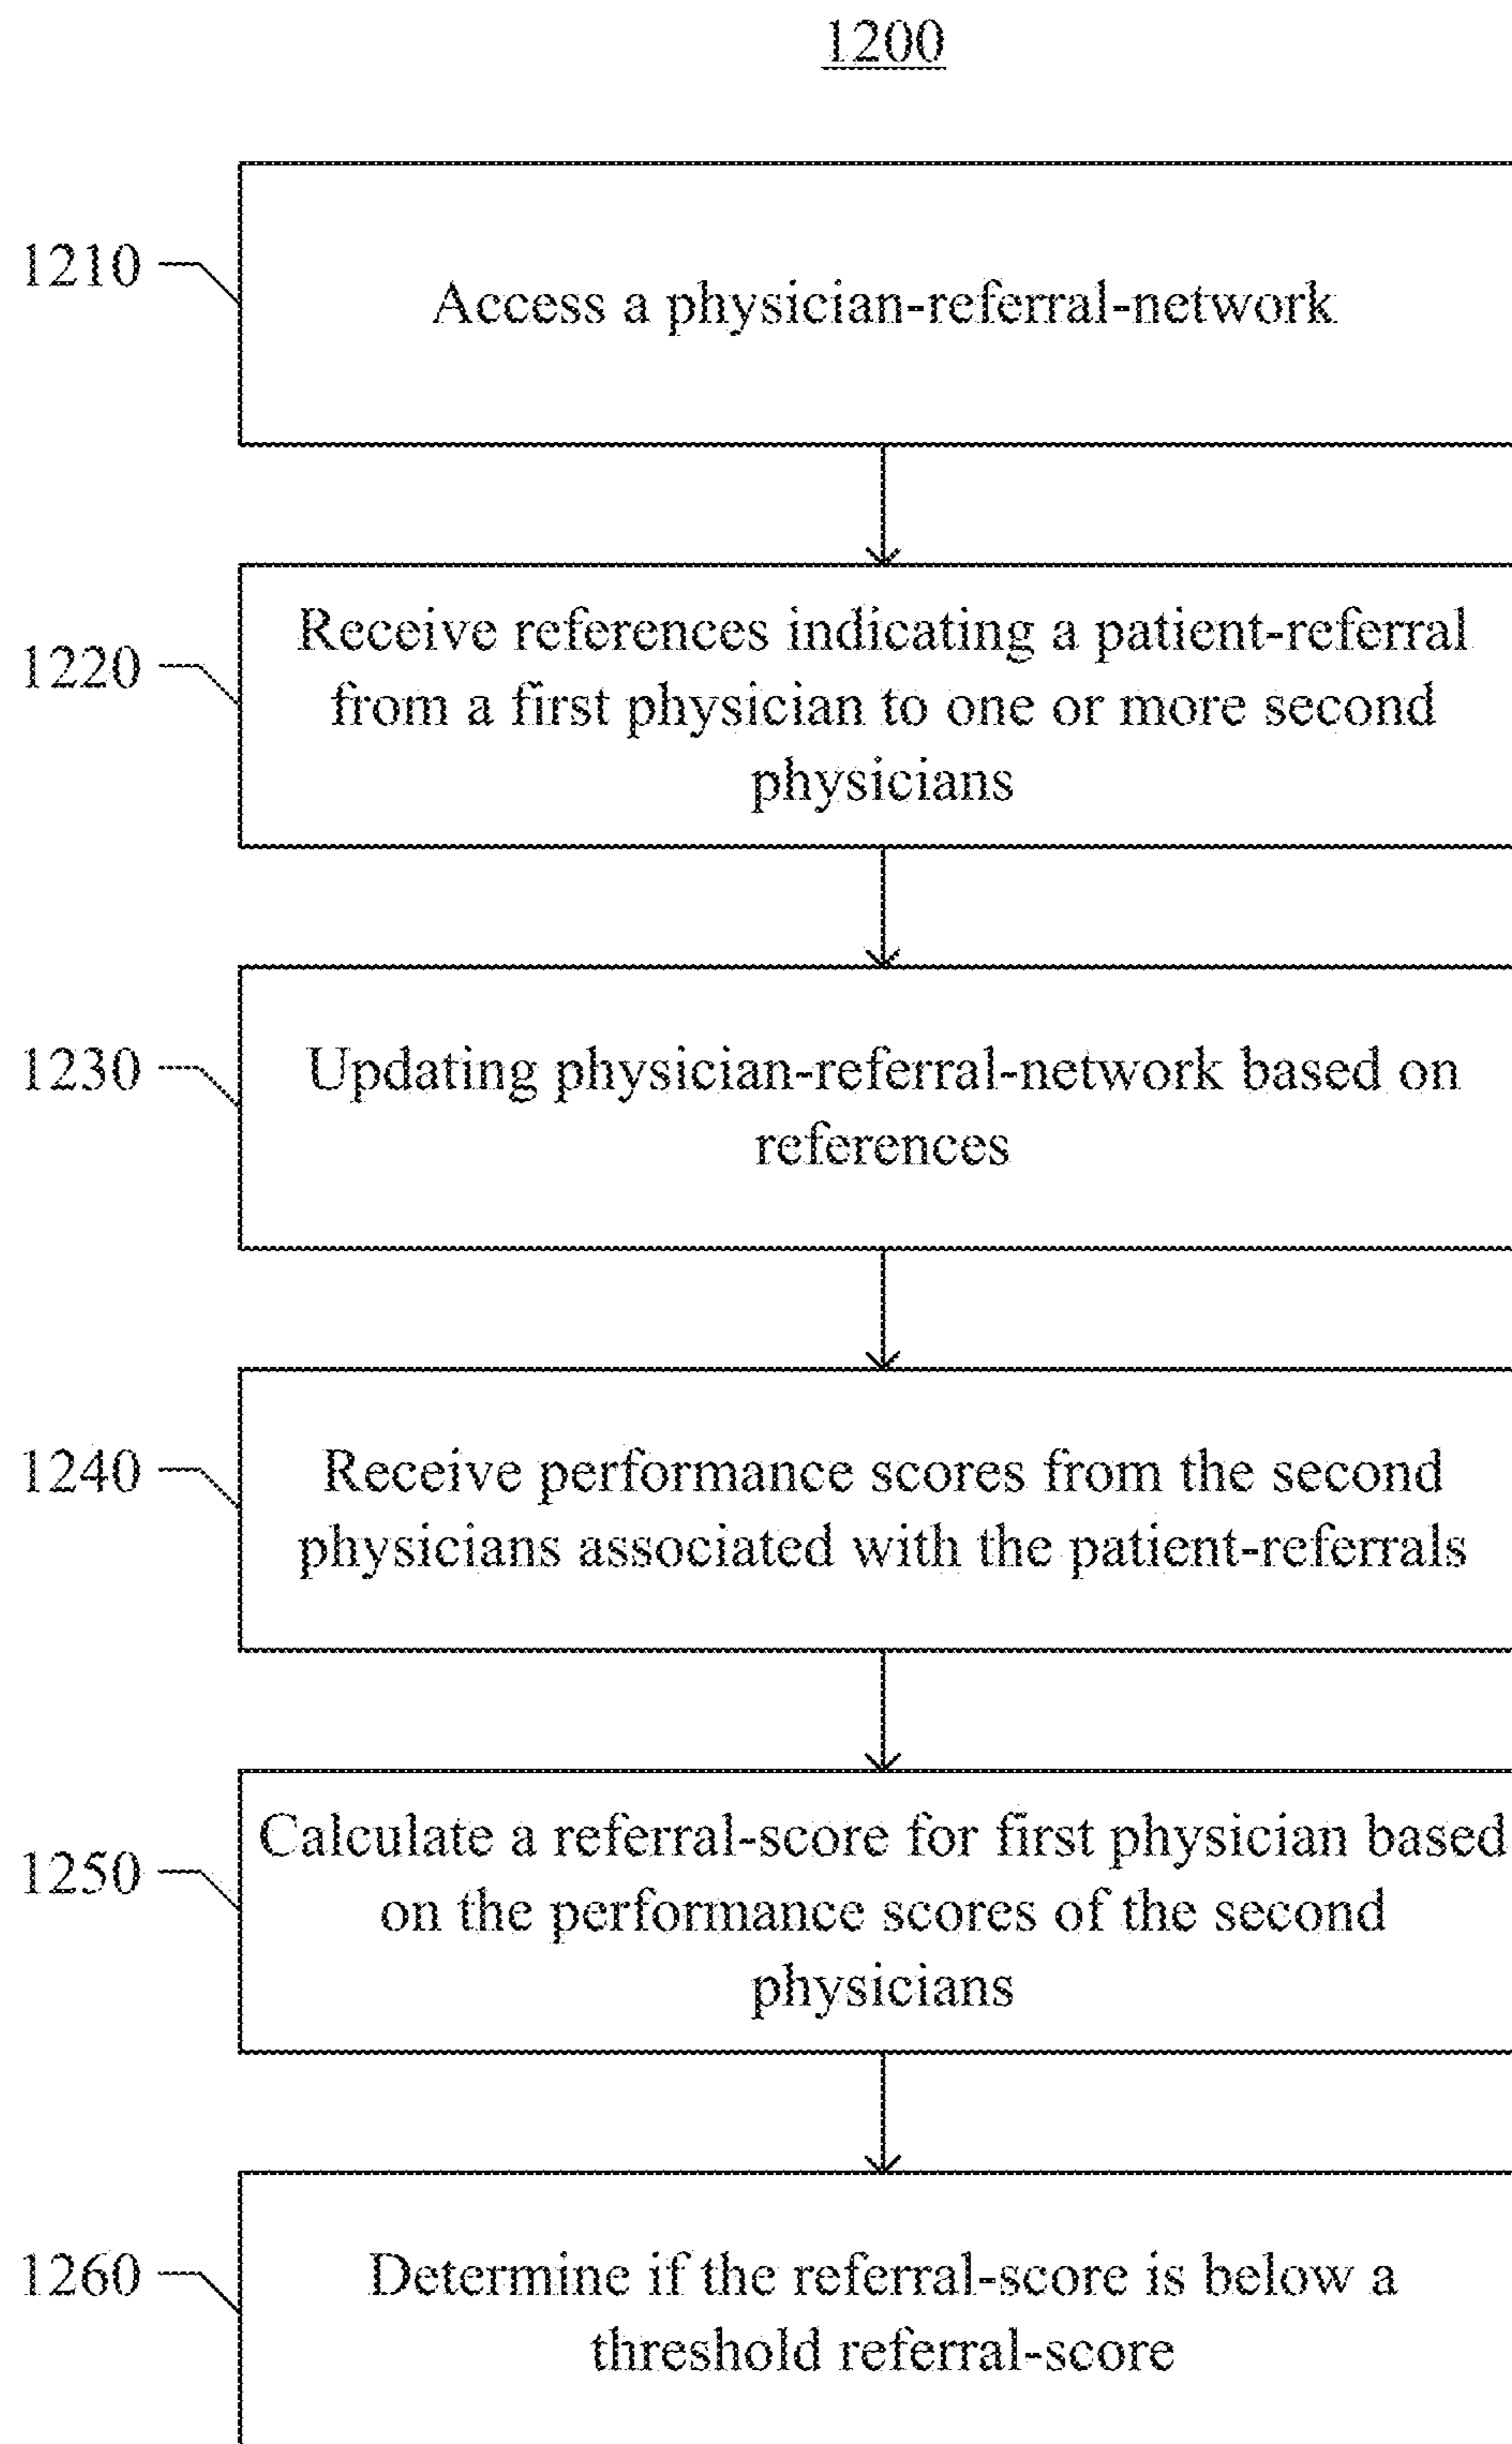 1200
1210
Access a physician-referral-network
1220
Receive references indicating a patient-referral
from a first physician to one or more second
physicians
1230
Updating physician-referral-network based on
references
1240
Receive performance scores from the second
physicians associated with the patient-referrals
1250
Calculate a referral-score for first physician based
on the performance scores of the second
physicians
1260
Determine if the referral-score is below a
threshold referral-score